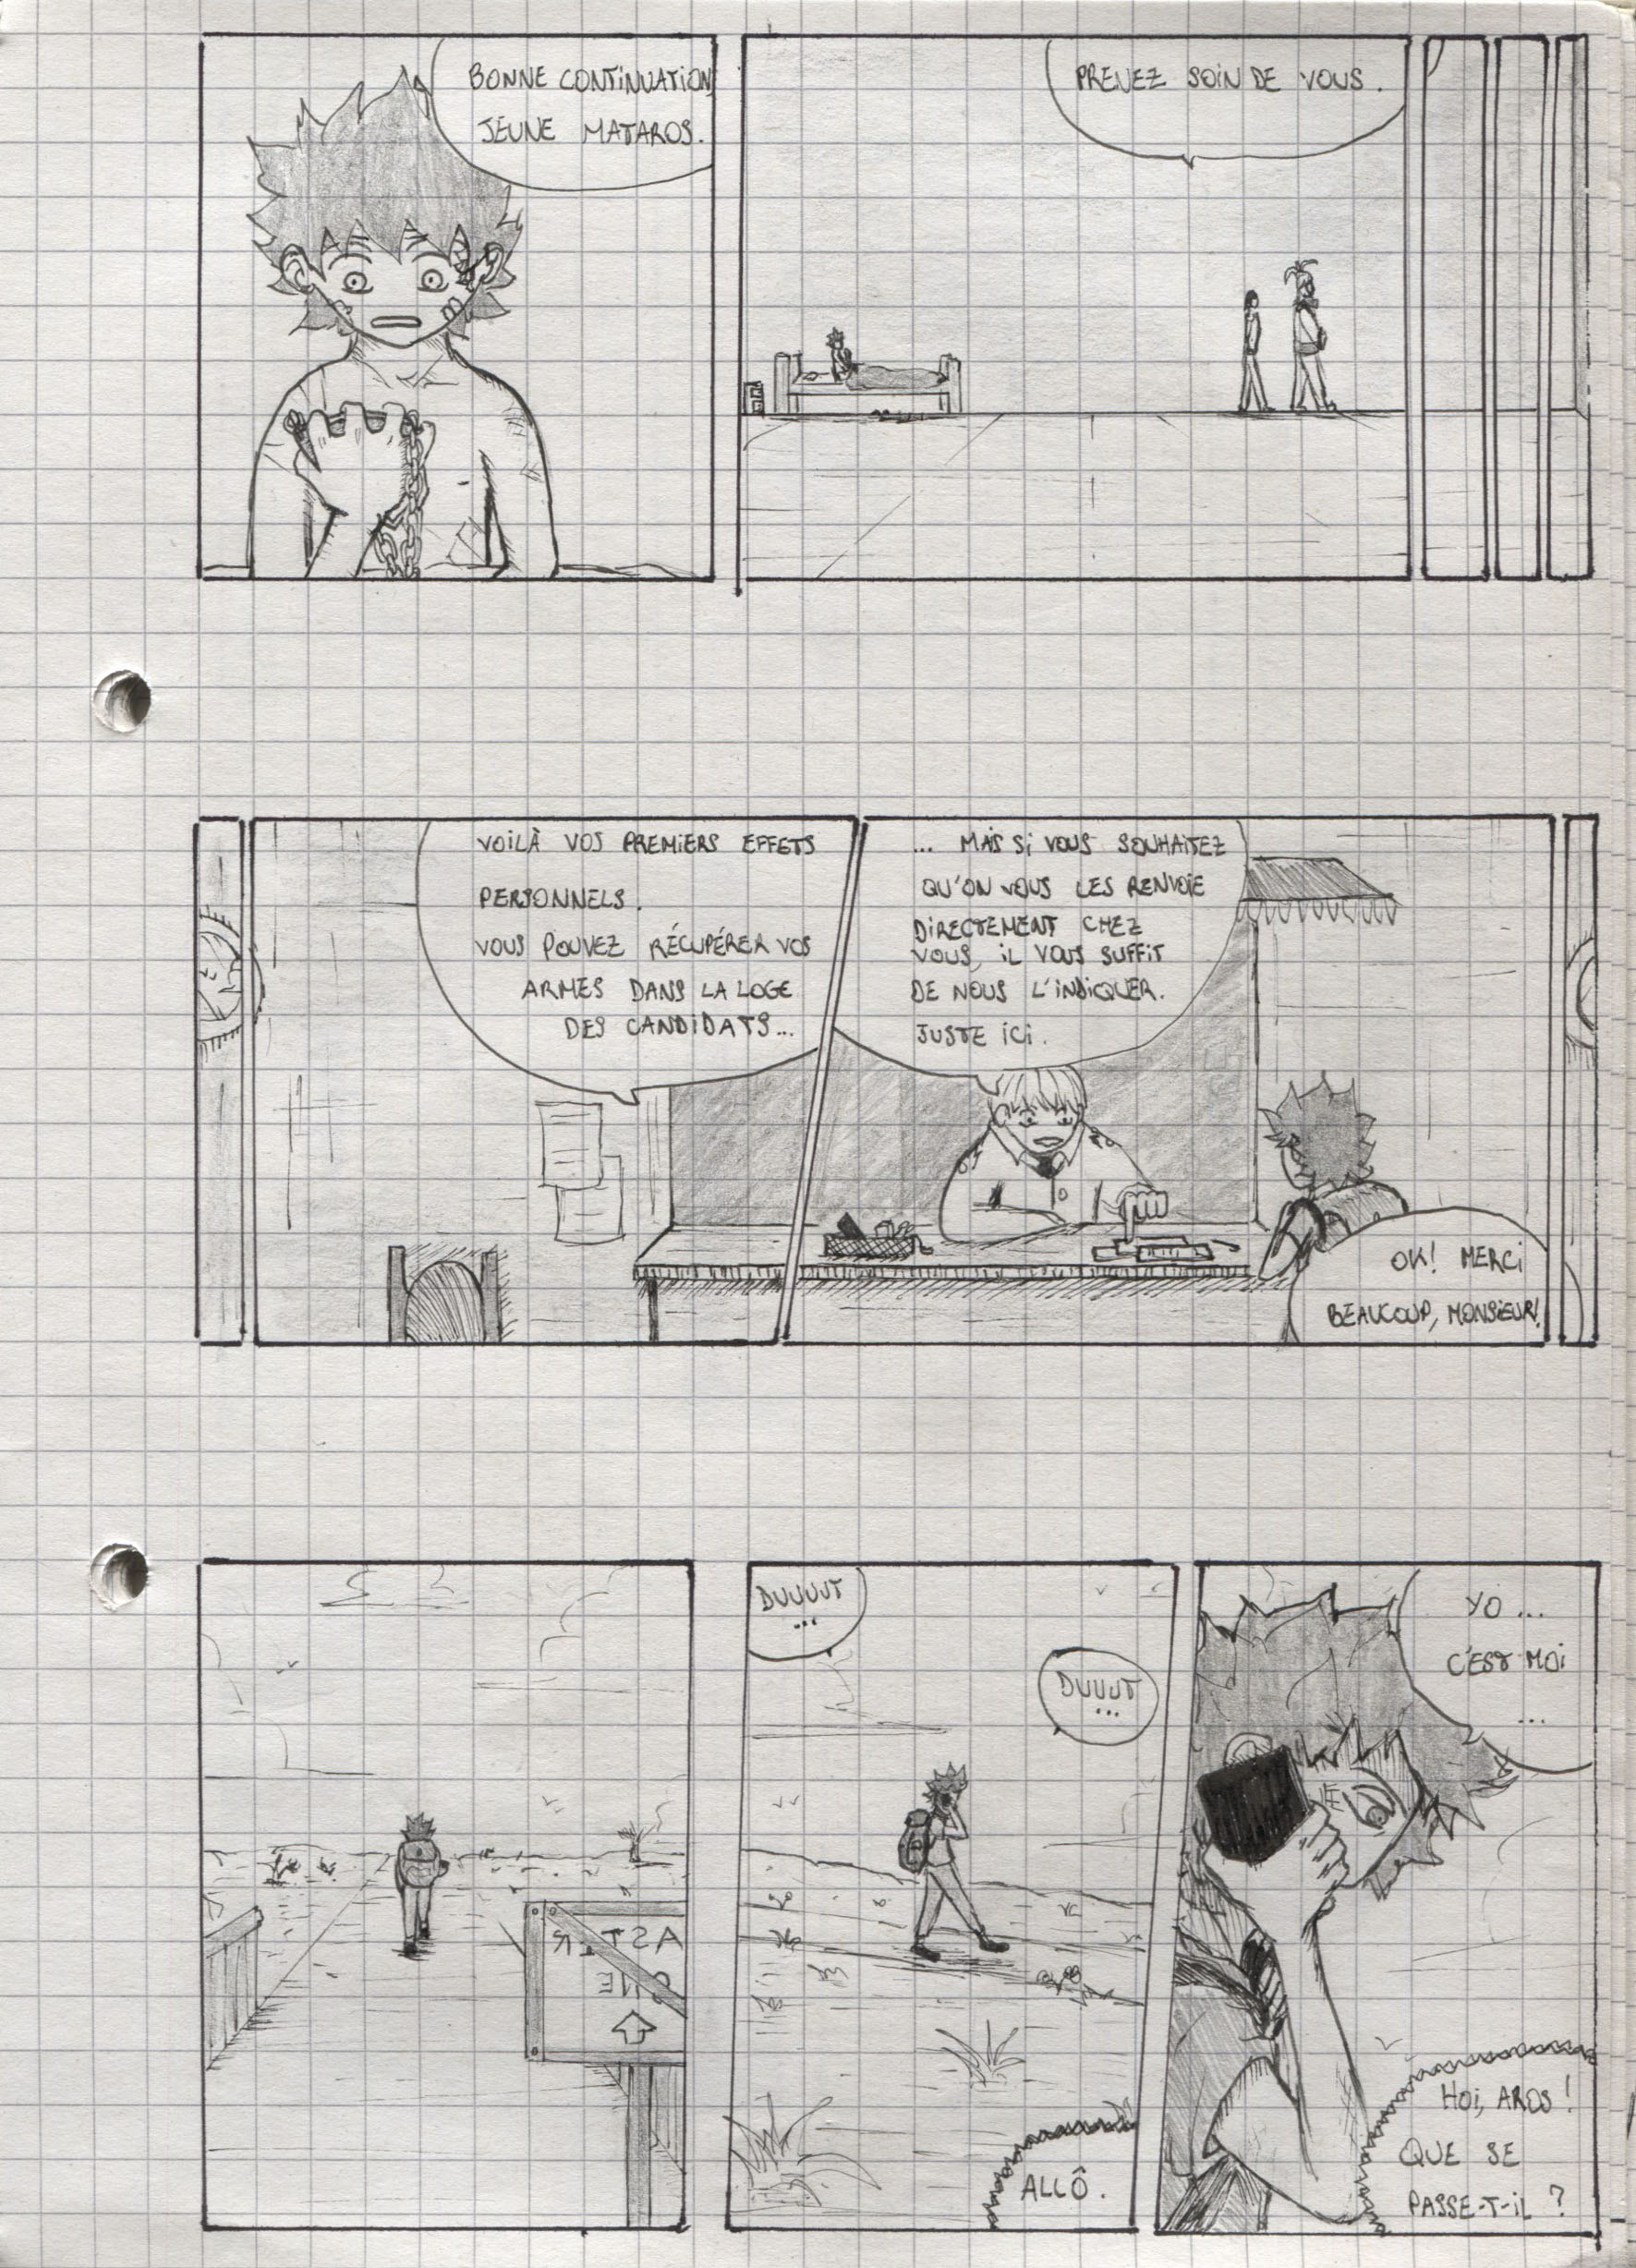 BONNE CONTINUATION,
JEUNE MATAROS.
PRENEZ SOIN DE VOUS.
VOILÀ VOS PREMIERS EFFETS
PERSONNELS.
VOUS POUVEZ RÉCUPÉRER VOS
ARMES DANS LA LOGE
DES CANDIDATS...
... MAIS SI VOUS SOUHAITEZ
QU'ON VOUS LES RENVOIE
DIRECTEMENT CHEZ
VOUS, IL VOUS SUFFIT
DE NOUS L'INDIQUER.
JUSTE ICI.
OK! MERCI
BEAUCOUP, MONSIEUR!
DUUUUT
...
DUUUT
...
ALLÔ.
YO ...
C'EST MOI
...
HOI, AROS!
QUE SE
PASSE-T-IL?